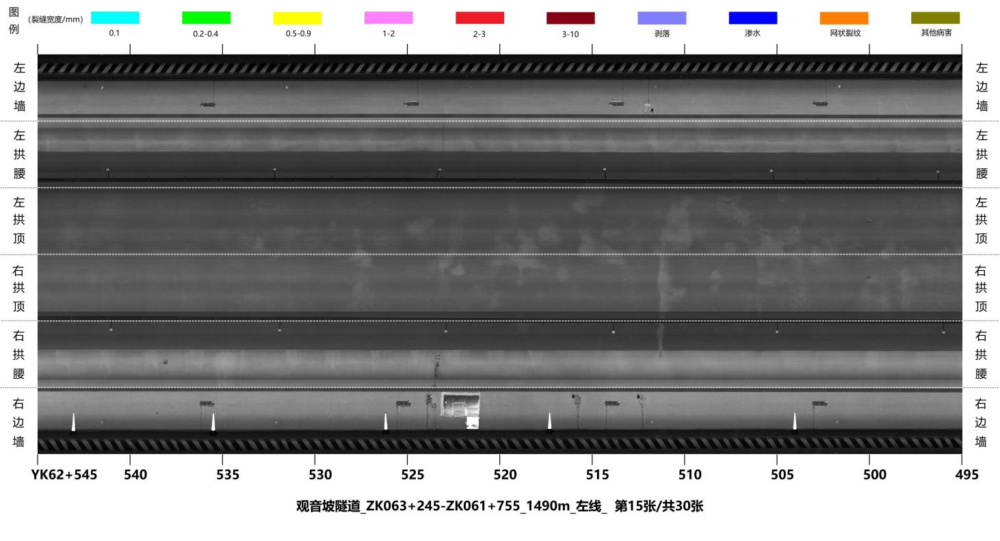 图例 (裂缝宽度/mm) 0.1 0.2-0.4 0.5-0.9 1-2 2-3 3-10 剥落 渗水 网状裂纹 其他病害
左边墙 左边墙
左拱腰 左拱腰
左拱顶 左拱顶
右拱顶 右拱顶
右拱腰 右拱腰
右边墙 右边墙
YK62+545 540 535 530 525 520 515 510 505 500 495
观音坡隧道_ZK063+245-ZK061+755_1490m_左线_ 第15张/共30张